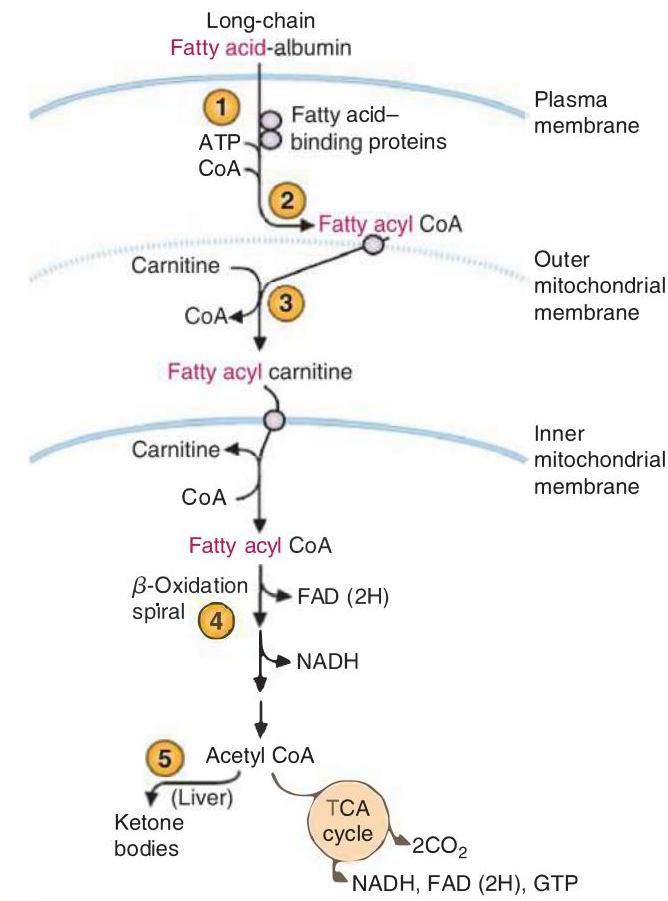 Long-chain
Fatty acid-albumin
Plasma
membrane
1
Fatty acid–
binding proteins
ATP
CoA
2
Fatty acyl CoA
Outer
mitochondrial
membrane
Carnitine
3
CoA
Fatty acyl carnitine
Inner
mitochondrial
membrane
Carnitine
CoA
Fatty acyl CoA
β-Oxidation
spiral
4
FAD (2H)
NADH
5
Acetyl CoA
(Liver)
Ketone
bodies
TCA
cycle
2CO₂
NADH, FAD (2H), GTP